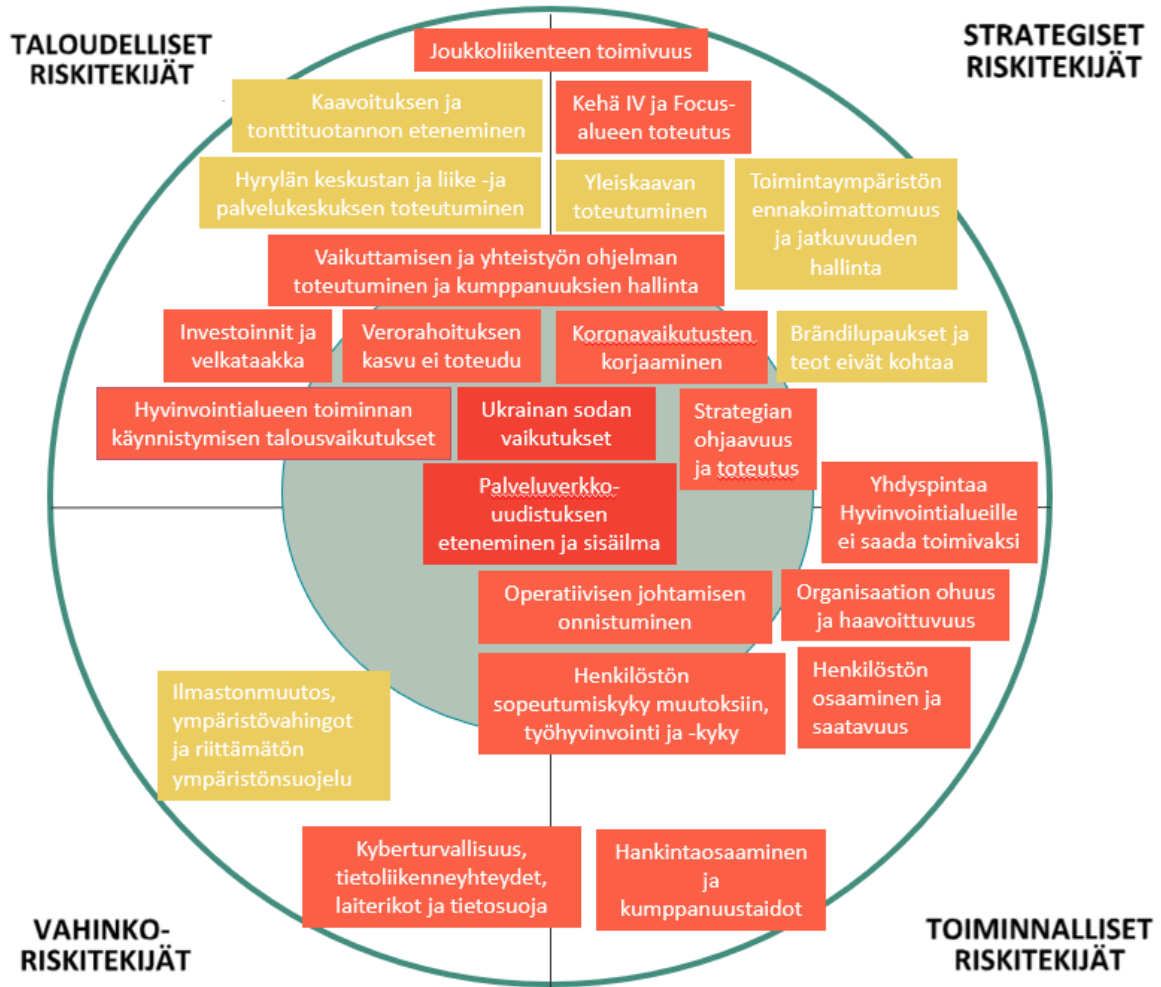 TALOUDELLISET
RISKITEKIJÄT
STRATEGISET
RISKITEKIJÄT
Joukkoliikenteen toimivuus
Kaavoituksen ja
tonttituotannon eteneminen
Kehä IV ja Focus-
alueen toteutus
Hyrylän keskustan ja liike -ja
palvelukeskuksen toteutuminen
Yleiskaavan
toteutuminen
Toimintaympäristön
ennakoimattomuus
ja jatkuvuuden
hallinta
Vaikuttamisen ja yhteistyön ohjelman
toteutuminen ja kumppanuuksien hallinta
Investoinnit ja
velkataakka
Verorahoituksen
kasvu ei toteudu
Koronavaikutusten
korjaaminen
Brändilupaukset ja
teot eivät kohtaa
Hyvinvointialueen toiminnan
käynnistymisen talousvaikutukset
Ukrainan sodan
vaikutukset
Strategian
ohjaavuus
ja toteutus
Palveluverkko-
uudistuksen
eteneminen ja sisäilma
Yhdyspintaa
Hyvinvointialueille
ei saada toimivaksi
Operatiivisen johtamisen
onnistuminen
Organisaation ohuus
ja haavoittuvuus
Henkilöstön
sopeutumiskyky muutoksiin,
työhyvinvointi ja -kyky
Henkilöstön
osaaminen ja
saatavuus
Ilmastonmuutos,
ympäristövahingot
ja riittämätön
ympäristönsuojelu
Kyberturvallisuus,
tietoliikenneyhteydet,
laiterikot ja tietosuoja
Hankintaosaaminen
ja
kumppanuustaidot
VAHINKO-
RISKITEKIJÄT
TOIMINNALLISET
RISKITEKIJÄT